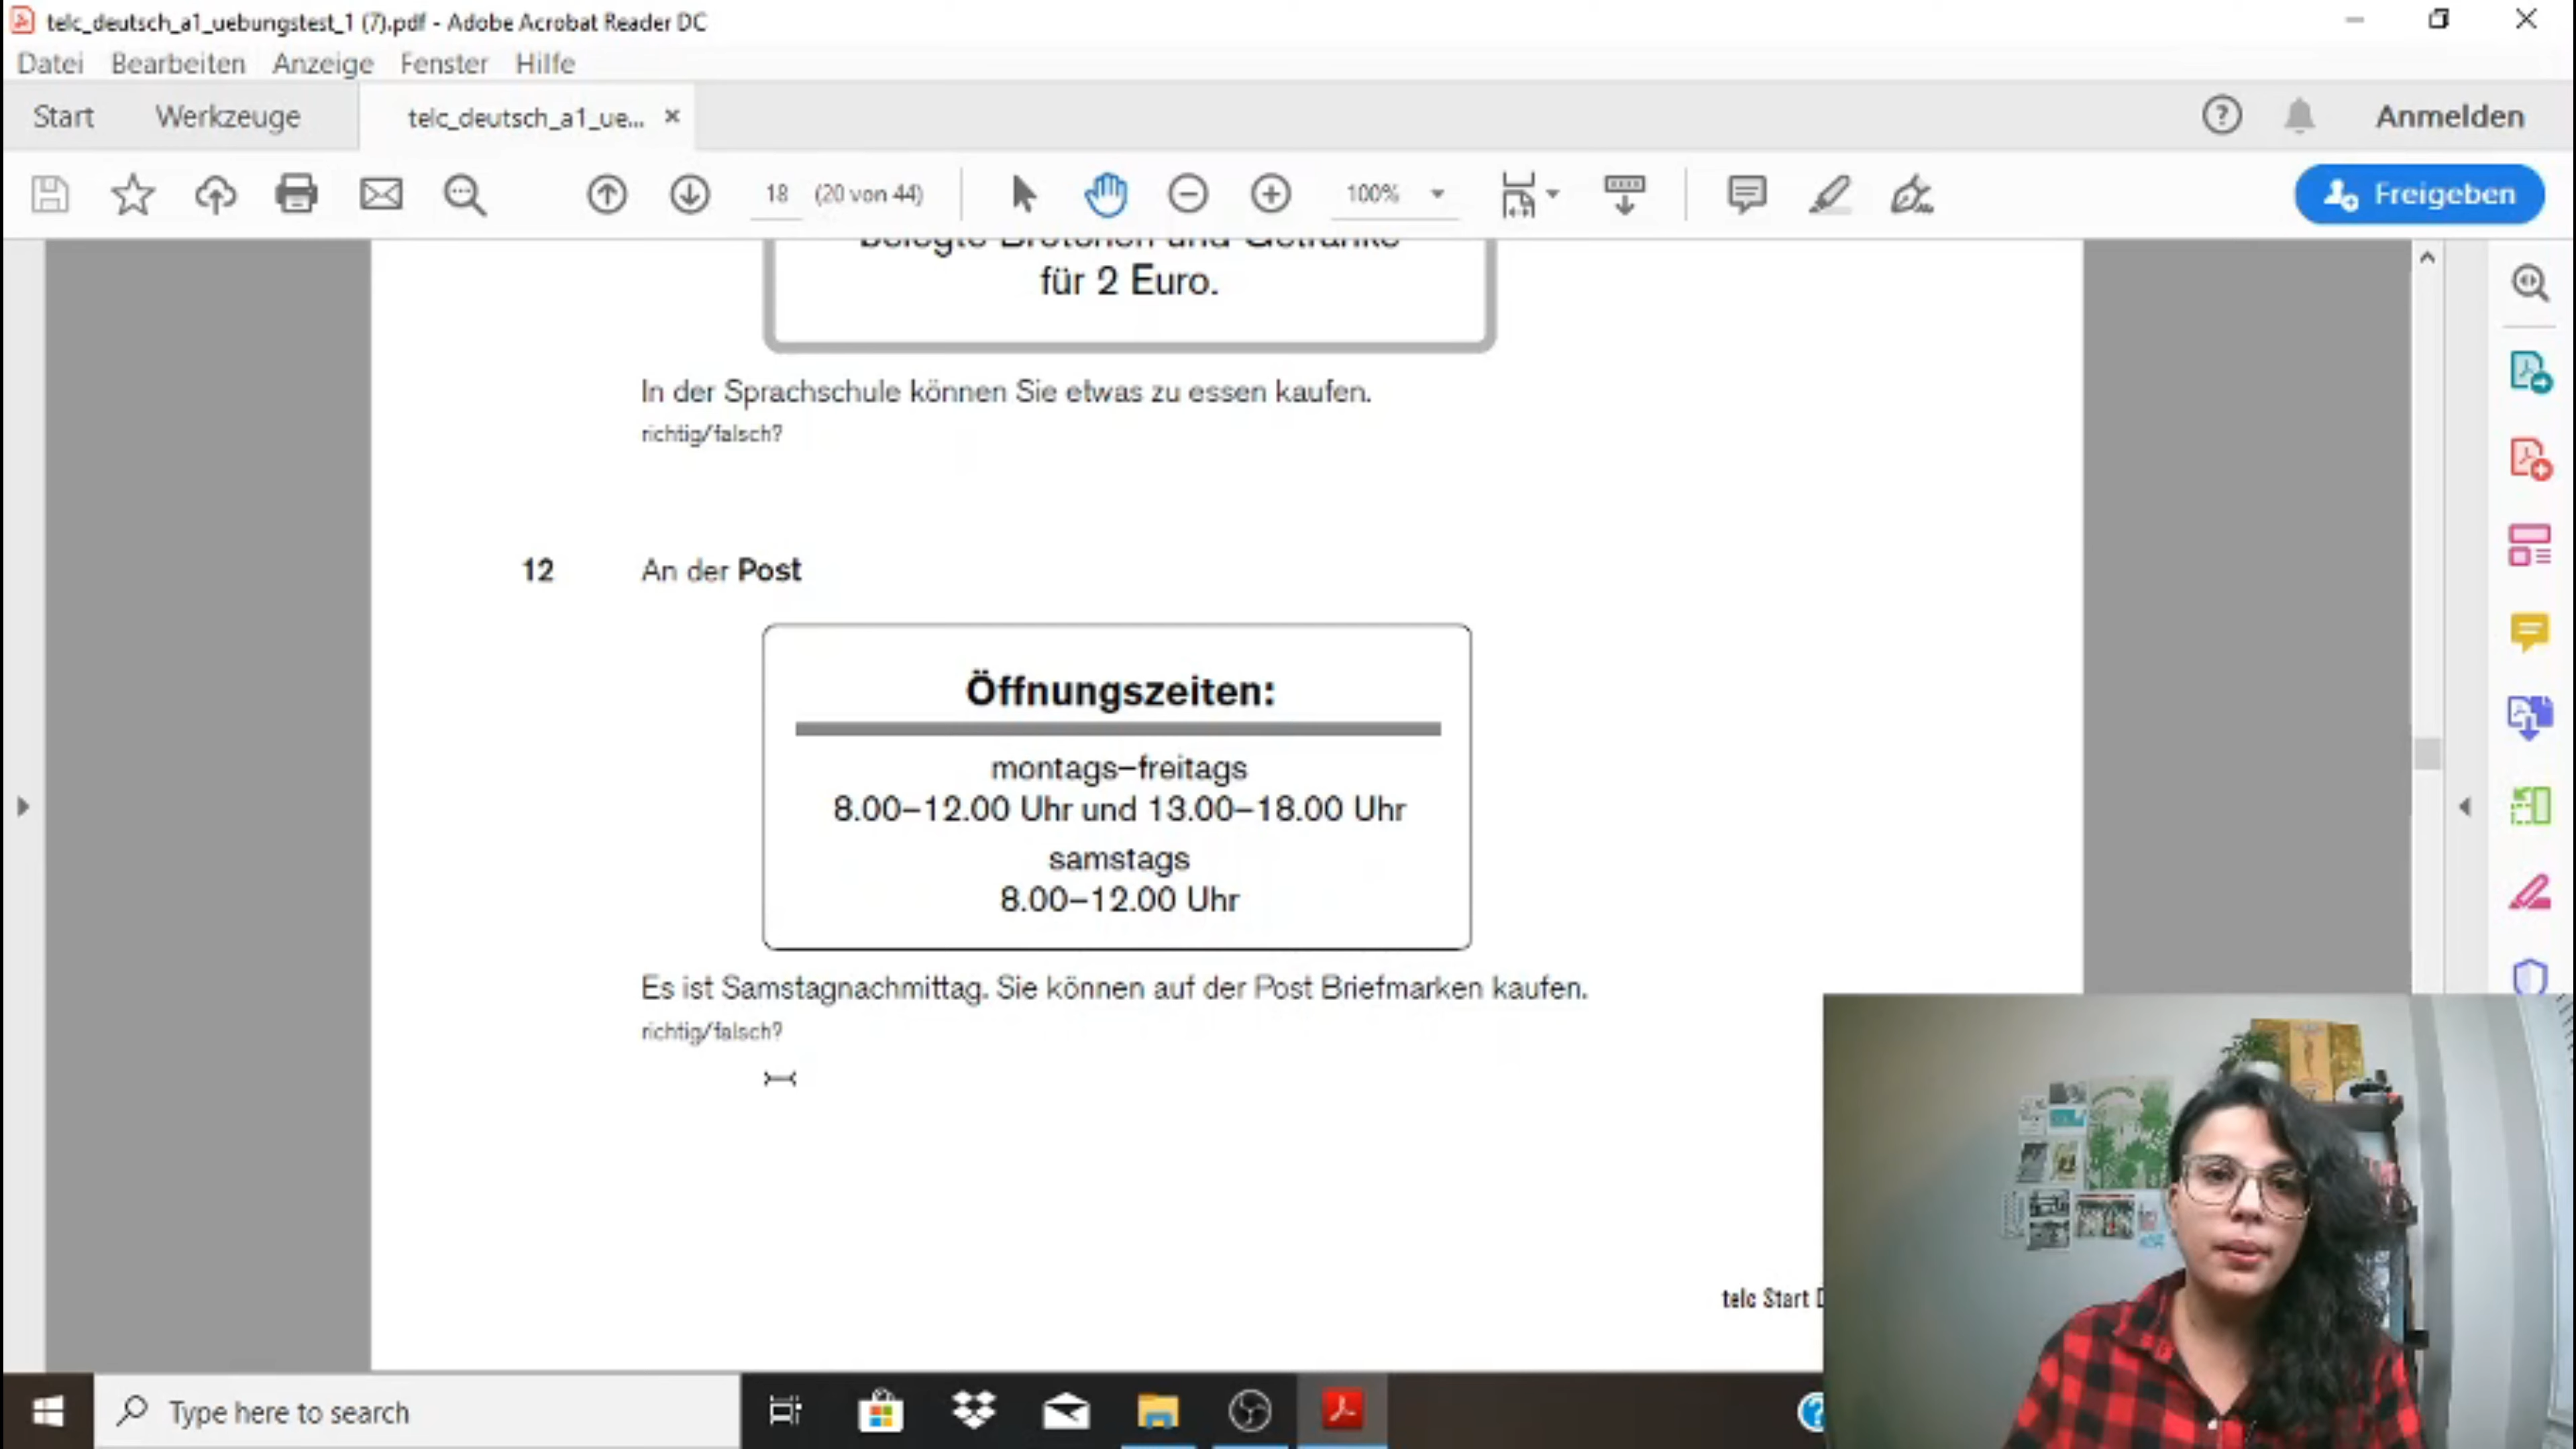 telc_deutsch_a1_uebungstest_1 (7).pdf - Adobe Acrobat Reader DC
Datei Bearbeiten Anzeige Fenster Hilfe
Start Werkzeuge telc_deutsch_a1_ue... × Anmelden
18 (20 von 44) 100% Freigeben
belegte Brötchen und Getränke
für 2 Euro.
In der Sprachschule können Sie etwas zu essen kaufen.
richtig/falsch?
12 An der Post
Öffnungszeiten:
montags–freitags
8.00–12.00 Uhr und 13.00–18.00 Uhr
samstags
8.00–12.00 Uhr
Es ist Samstagnachmittag. Sie können auf der Post Briefmarken kaufen.
richtig/falsch?
telc Start
Type here to search